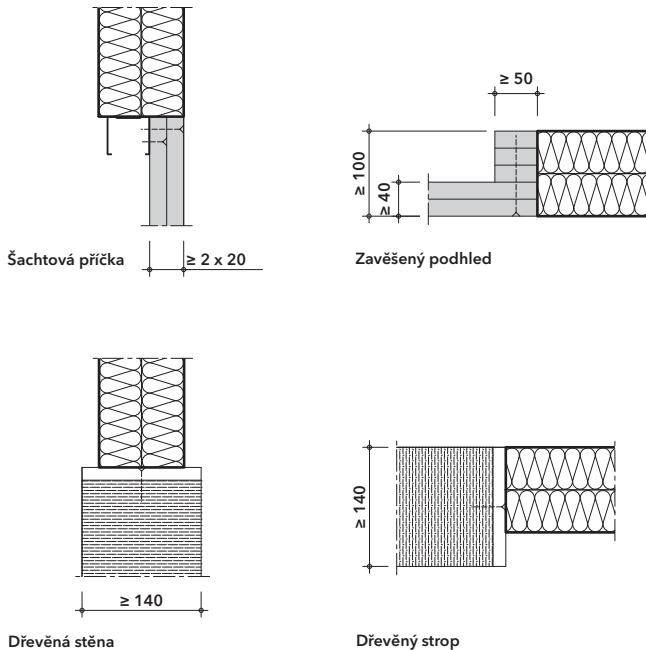 ≥ 50
≥ 100
≥ 40
Šachtová příčka
≥ 2 x 20
Zavěšený podhled
≥ 140
≥ 140
Dřevěná stěna
Dřevěný strop